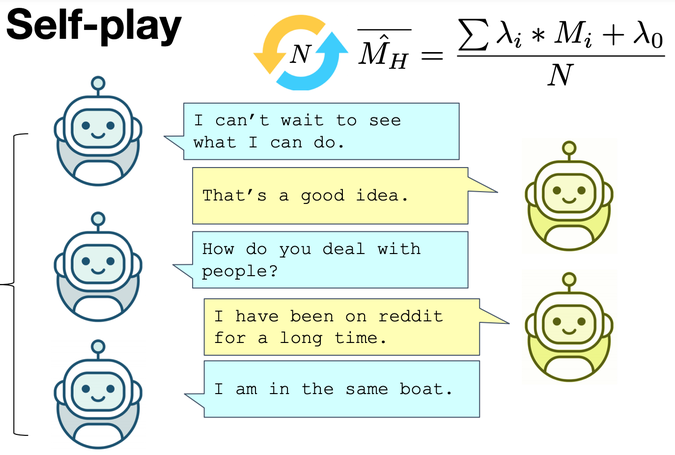 Self-play
N
\overline{\hat{M_H}} = \frac{\sum \lambda_i * M_i + \lambda_0}{N}
I can't wait to see
what I can do.
That's a good idea.
How do you deal with
people?
I have been on reddit
for a long time.
I am in the same boat.